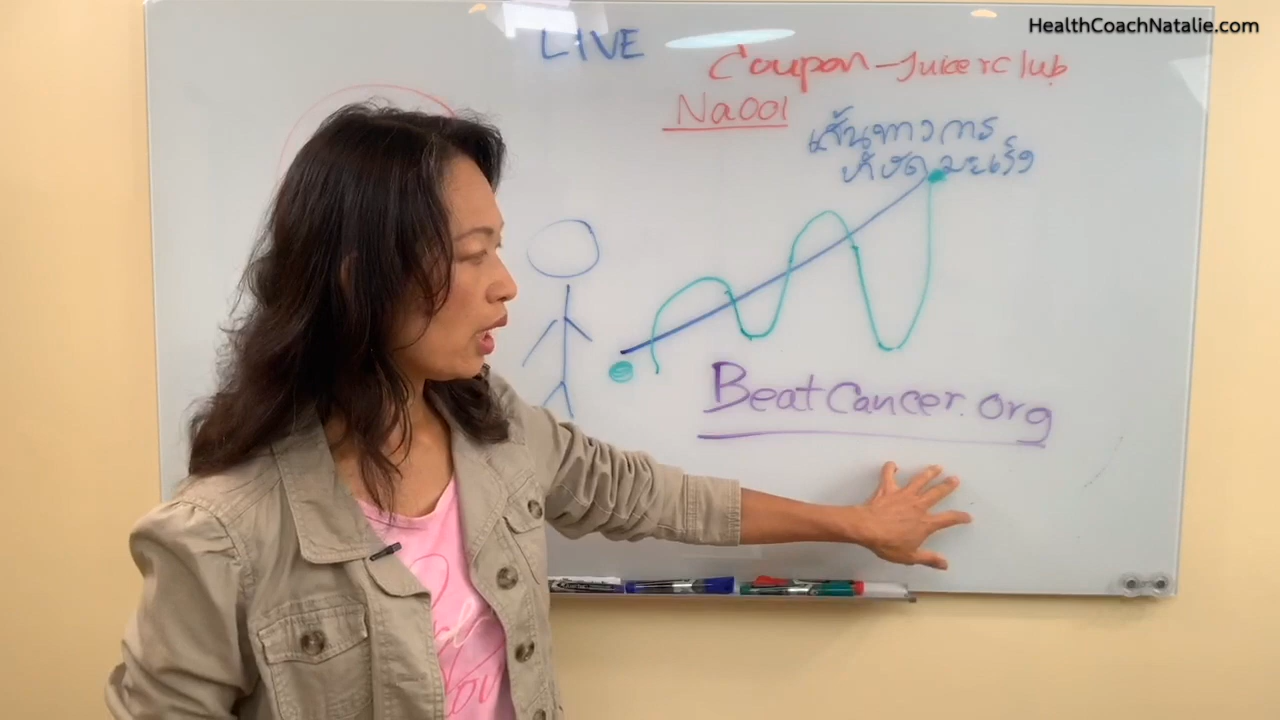 HealthCoachNatalie.com
LIVE
Coupon - Juicerclub
Na001
เส้นทางการ
บำบัดมะเร็ง
BeatCancer.org